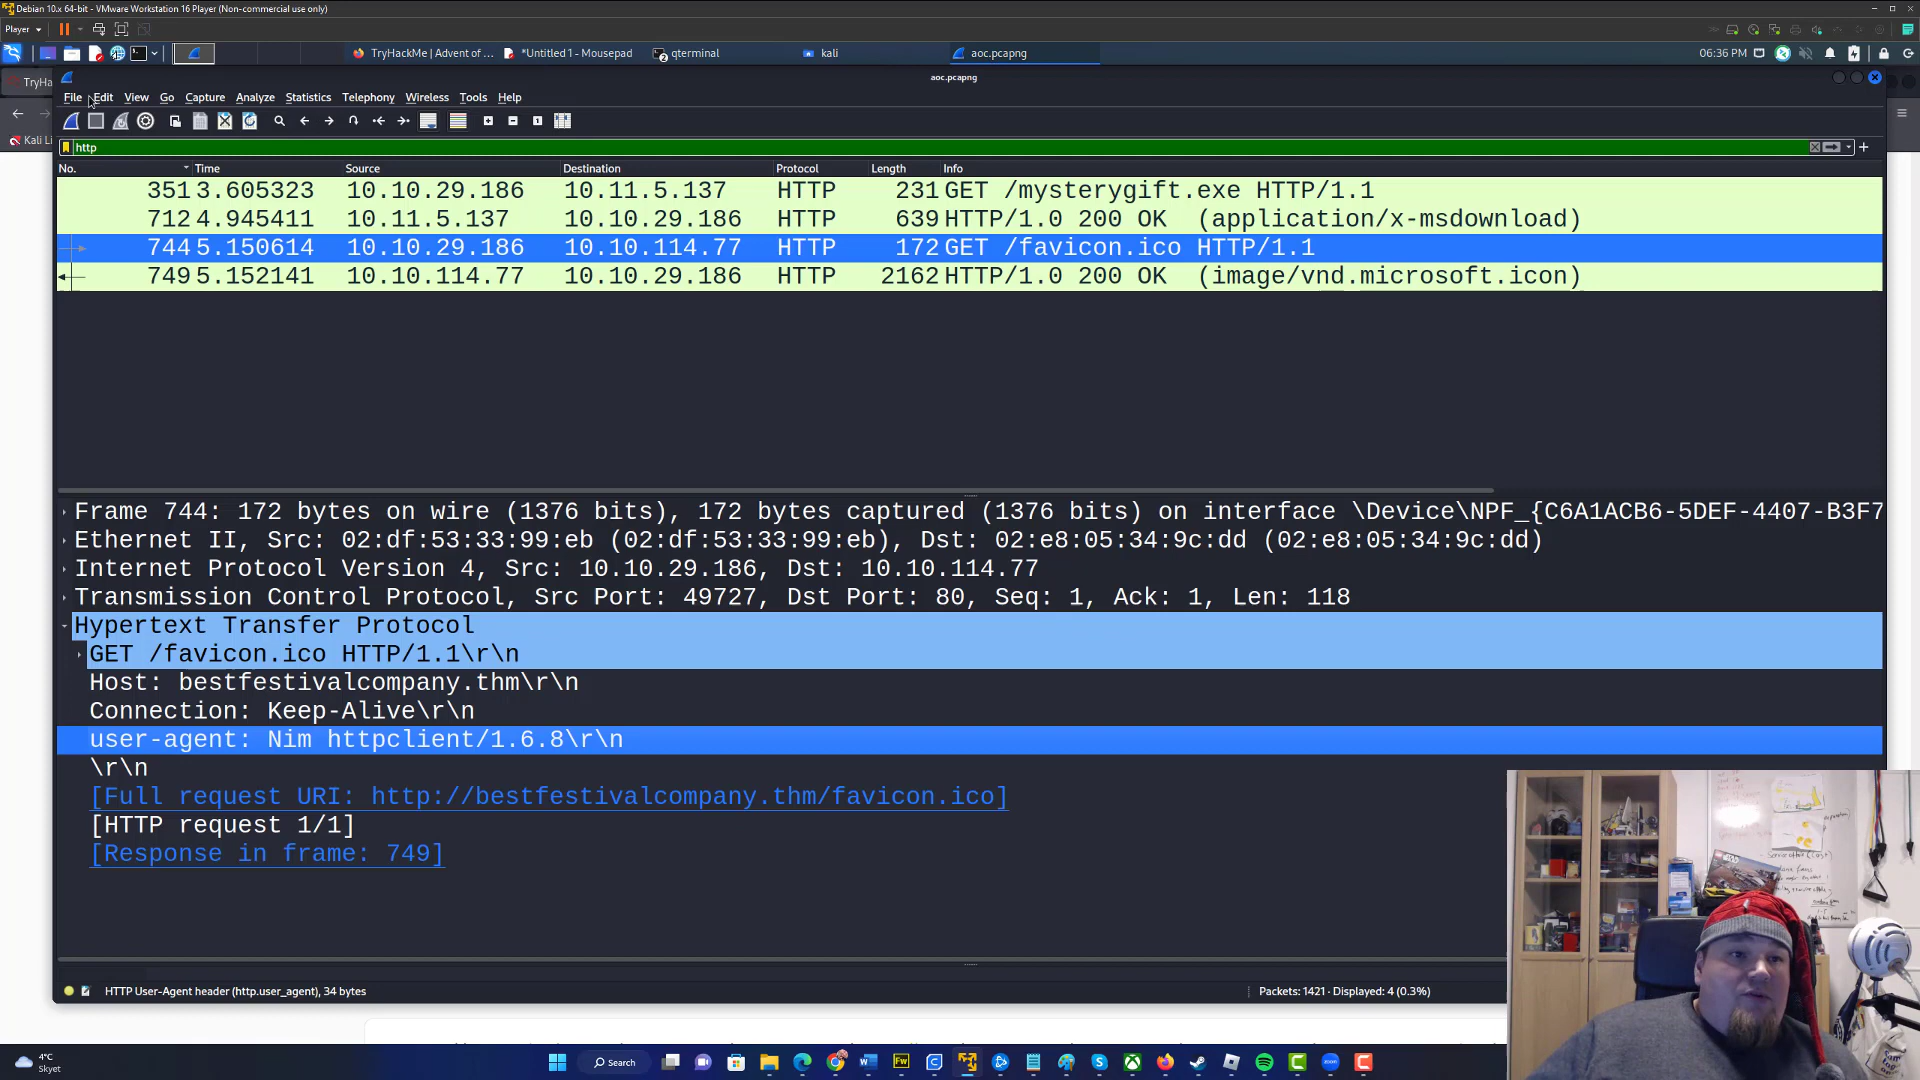 Debian 10.x 64-bit - VMware Workstation 16 Player (Non-commercial use only)
Player
TryHackMe | Advent of ...
*Untitled 1 - Mousepad
qterminal
kali
aoc.pcapng
06:36 PM
TryHa
aoc.pcapng
File Edit View Go Capture Analyze Statistics Telephony Wireless Tools Help
Kali Li
http
No. Time Source Destination Protocol Length Info
351 3.605323 10.10.29.186 10.11.5.137 HTTP 231 GET /mysterygift.exe HTTP/1.1
712 4.945411 10.11.5.137 10.10.29.186 HTTP 639 HTTP/1.0 200 OK (application/x-msdownload)
744 5.150614 10.10.29.186 10.10.114.77 HTTP 172 GET /favicon.ico HTTP/1.1
749 5.152141 10.10.114.77 10.10.29.186 HTTP 2162 HTTP/1.0 200 OK (image/vnd.microsoft.icon)
Frame 744: 172 bytes on wire (1376 bits), 172 bytes captured (1376 bits) on interface \Device\NPF_{C6A1ACB6-5DEF-4407-B3F7
Ethernet II, Src: 02:df:53:33:99:eb (02:df:53:33:99:eb), Dst: 02:e8:05:34:9c:dd (02:e8:05:34:9c:dd)
Internet Protocol Version 4, Src: 10.10.29.186, Dst: 10.10.114.77
Transmission Control Protocol, Src Port: 49727, Dst Port: 80, Seq: 1, Ack: 1, Len: 118
Hypertext Transfer Protocol
GET /favicon.ico HTTP/1.1\r\n
Host: bestfestivalcompany.thm\r\n
Connection: Keep-Alive\r\n
user-agent: Nim httpclient/1.6.8\r\n
\r\n
[Full request URI: http://bestfestivalcompany.thm/favicon.ico]
[HTTP request 1/1]
[Response in frame: 749]
HTTP User-Agent header (http.user_agent), 34 bytes
Packets: 1421 · Displayed: 4 (0.3%)
4°C
Skyet
Search
Fw